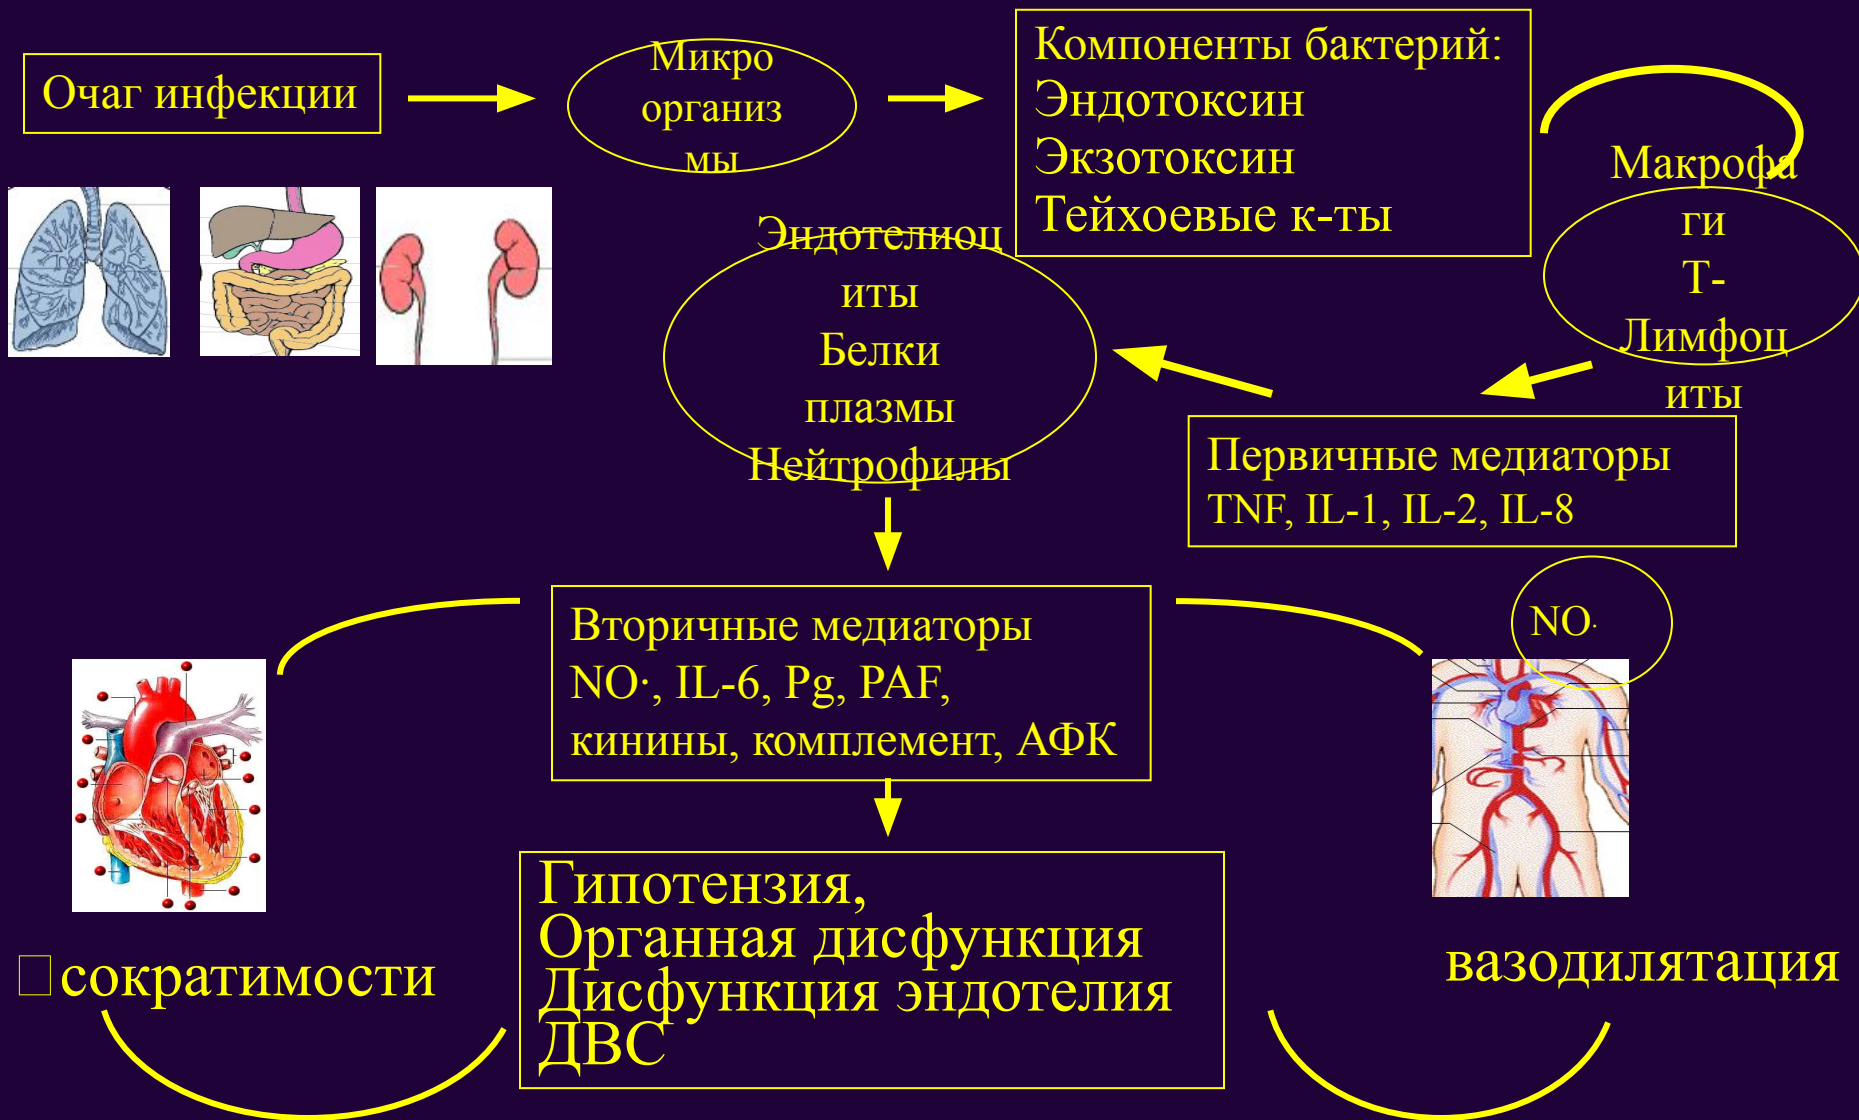 Очаг инфекции
Микро
организ
мы
Компоненты бактерий:
Эндотоксин
Экзотоксин
Тейхоевые к-ты
Макрофа
ги
Т-
Лимфоц
иты
Первичные медиаторы
TNF, IL-1, IL-2, IL-8
Эндотелиоц
иты
Белки
плазмы
Нейтрофилы
Вторичные медиаторы
NO·, IL-6, Pg, PAF,
кинины, комплемент, АФК
NO·
□сократимости
вазодилятация
Гипотензия,
Органная дисфункция
Дисфункция эндотелия
ДВС